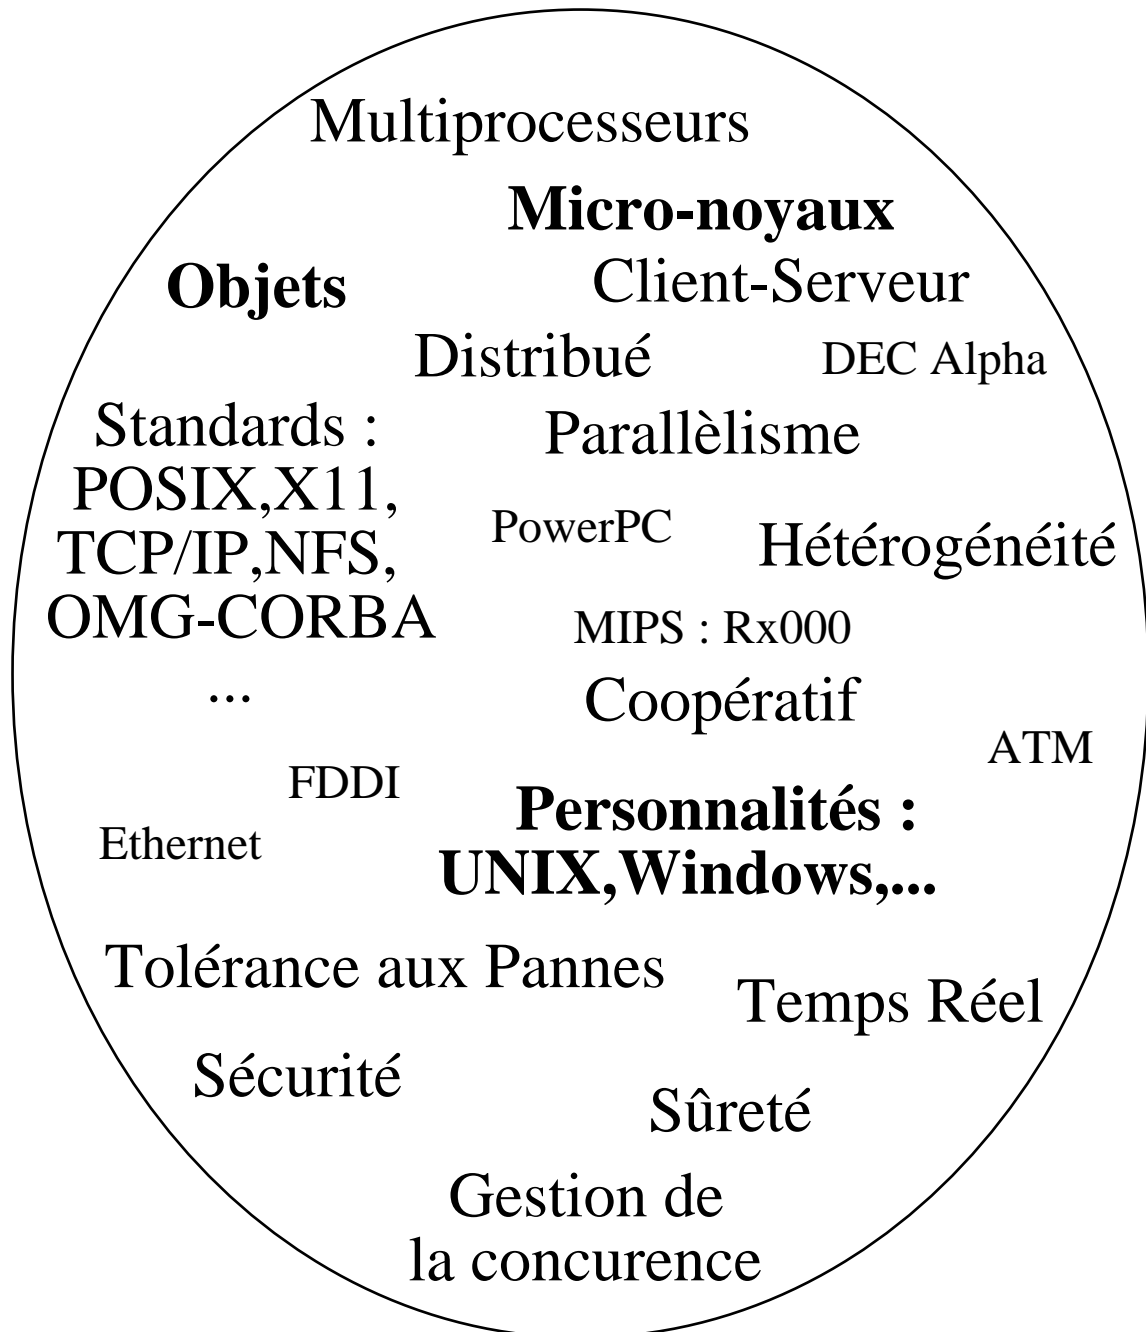 Multiprocesseurs
Micro-noyaux
Objets
Client-Serveur
Distribué
DEC Alpha
Standards :
POSIX,X11,
TCP/IP,NFS,
OMG-CORBA
...
Parallèlisme
PowerPC
Hétérogénéité
MIPS : Rx000
Coopératif
ATM
FDDI
Ethernet
Personnalités :
UNIX,Windows,...
Tolérance aux Pannes
Temps Réel
Sécurité
Sûreté
Gestion de
la concurence